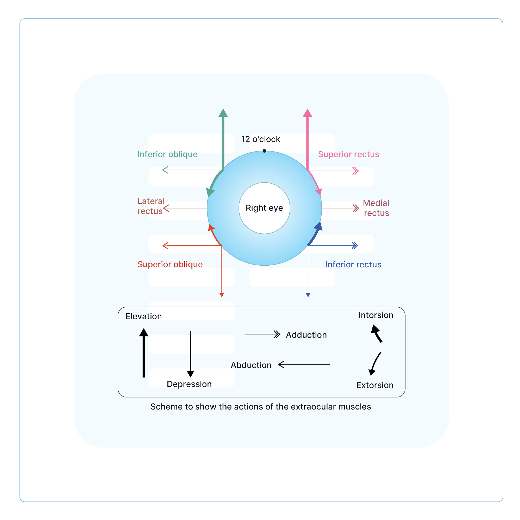 12 o'clock
Inferior oblique
Superior rectus
Lateral
rectus
Right eye
Medial
rectus
Superior oblique
Inferior rectus
Elevation
Intorsion
Adduction
Abduction
Depression
Extorsion
Scheme to show the actions of the extraocular muscles